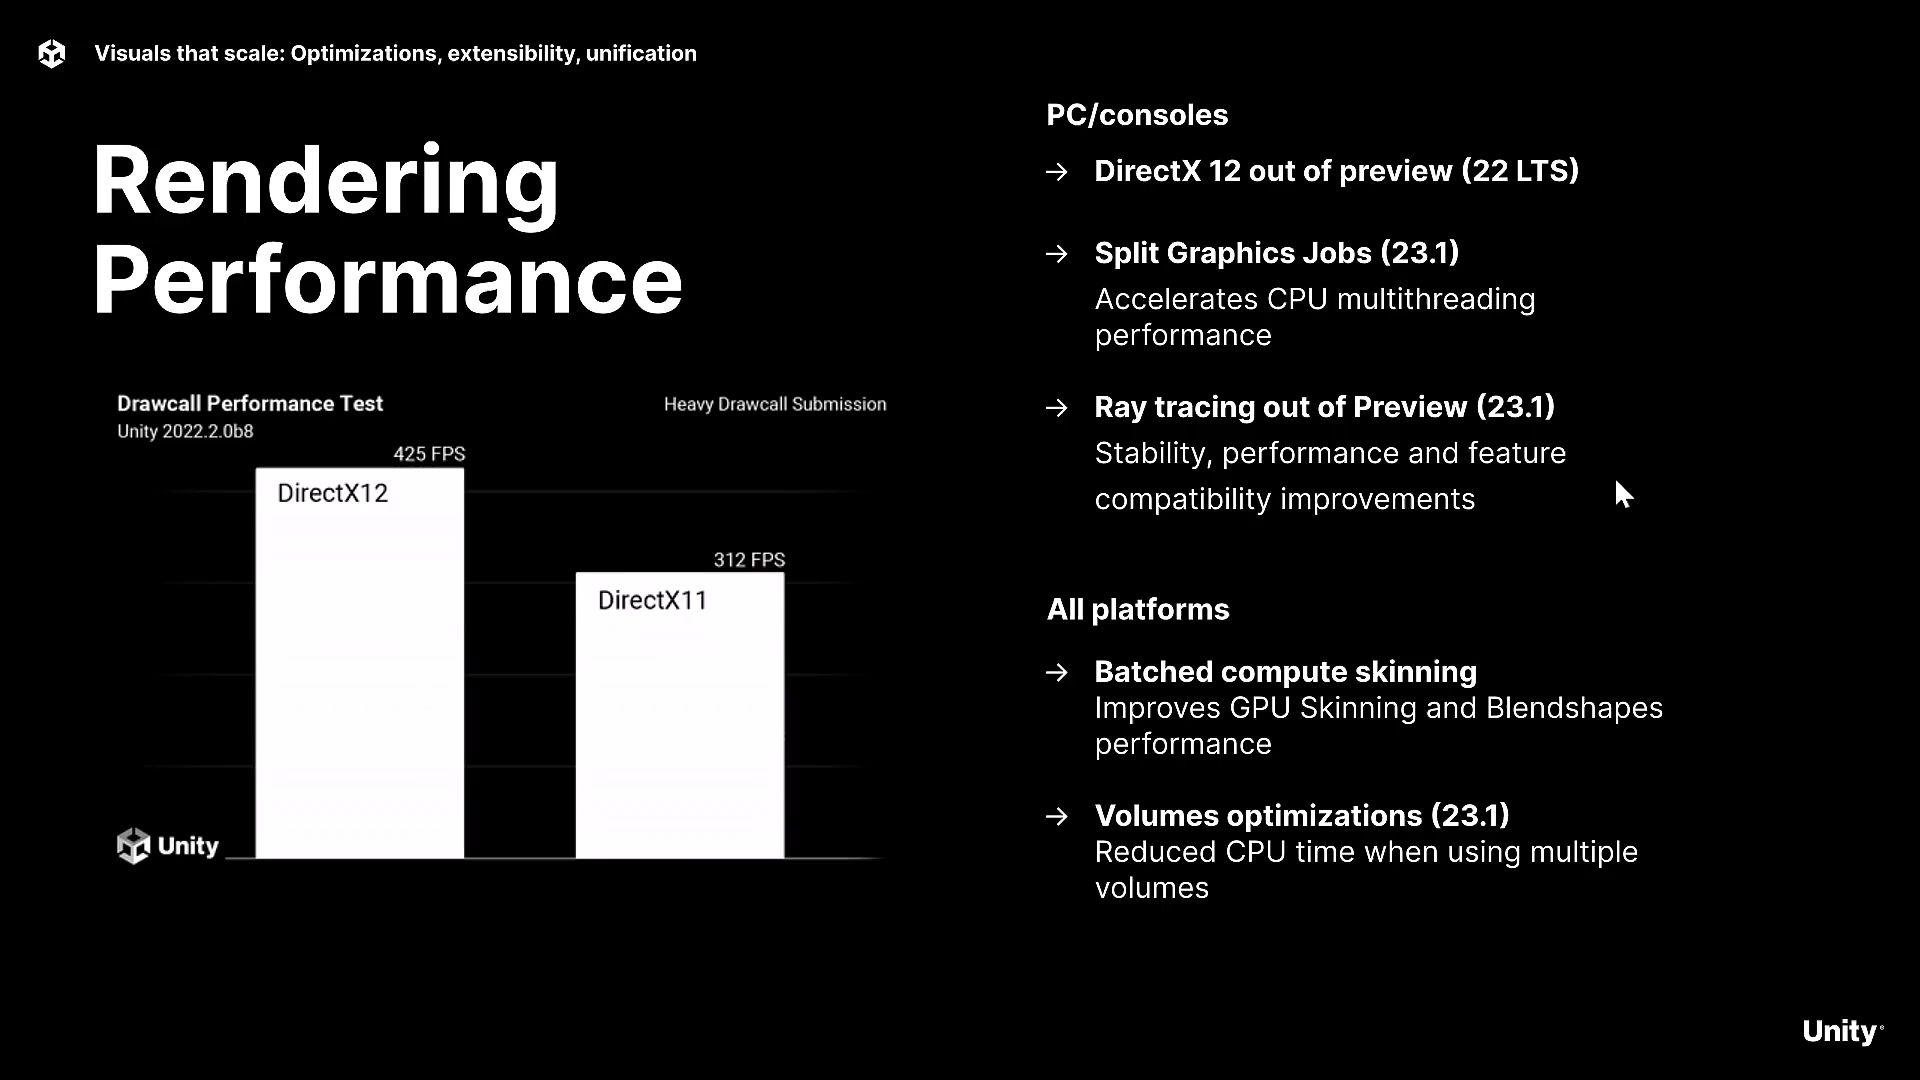 Visuals that scale: Optimizations, extensibility, unification
Rendering
Performance
Drawcall Performance Test
Heavy Drawcall Submission
Unity 2022.2.0b8
425 FPS
DirectX12
312 FPS
DirectX11
Unity
PC/consoles
→ DirectX 12 out of preview (22 LTS)
→ Split Graphics Jobs (23.1)
Accelerates CPU multithreading
performance
→ Ray tracing out of Preview (23.1)
Stability, performance and feature
compatibility improvements
All platforms
→ Batched compute skinning
Improves GPU Skinning and Blendshapes
performance
→ Volumes optimizations (23.1)
Reduced CPU time when using multiple
volumes
Unity